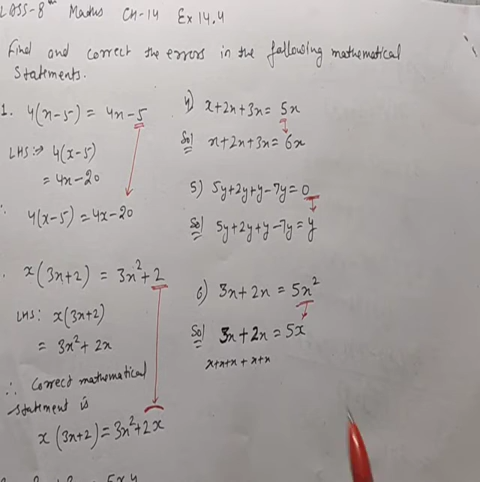 LASS-8th Maths CH-14 Ex 14.4
Find and correct the errors in the following mathematical
statements.
1. 4(x-5) = 4x-5
LHS:⇒ 4(x-5)
= 4x-20
∴ 4(x-5) = 4x-20
. x(3x+2) = 3x²+2
LHS: x(3x+2)
= 3x²+2x
∴ Correct mathematical
statement is
x(3x+2) = 3x²+2x
4) x+2x+3x = 5x
Sol x+2x+3x = 6x
5) 5y+2y+y-7y = 0
Sol 5y+2y+y-7y = y
6) 3x+2x = 5x²
Sol 3x+2x = 5x
x+x+x + x+x